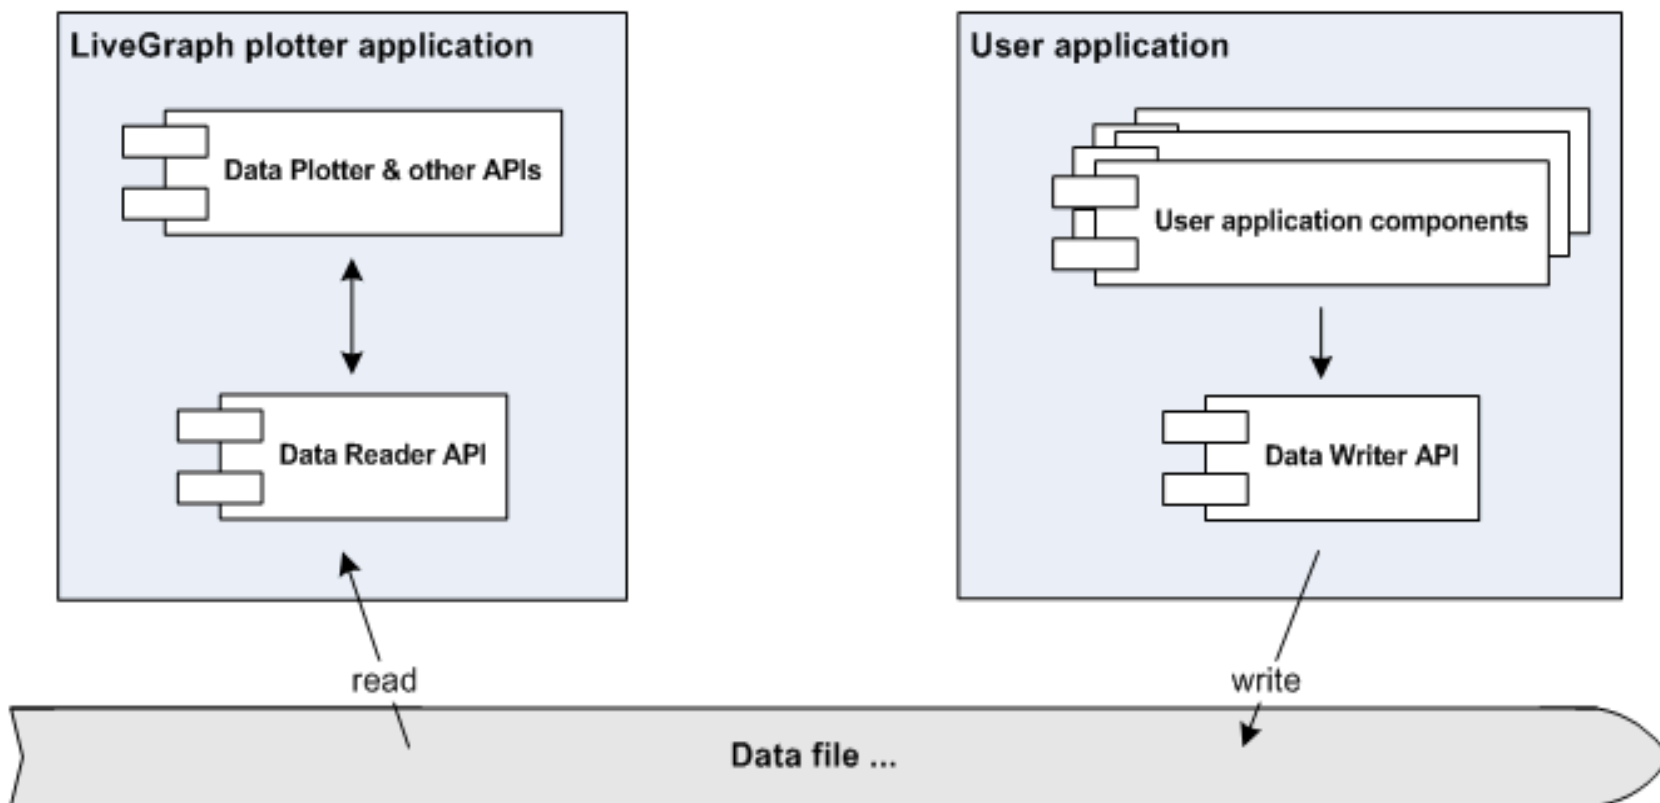 LiveGraph plotter application
Data Plotter & other APIs
Data Reader API
read
User application
User application components
Data Writer API
write
Data file ...